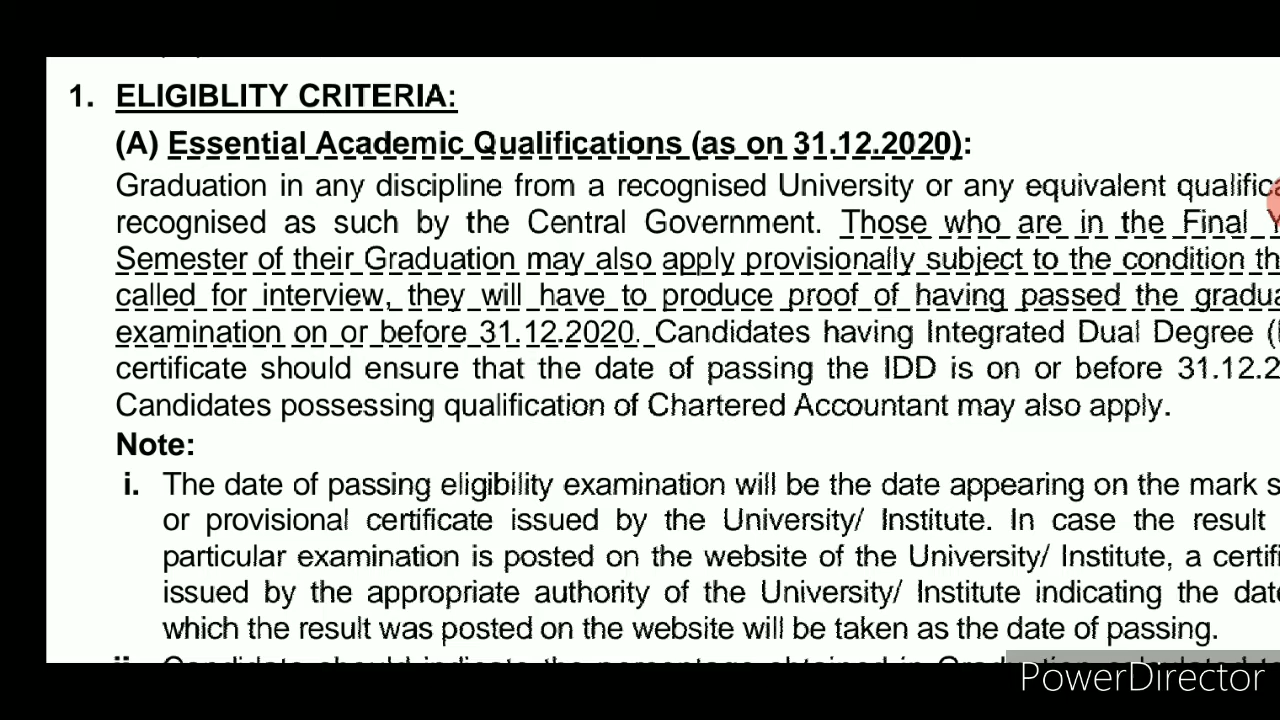 1. ELIGIBLITY CRITERIA:
(A) Essential Academic Qualifications (as on 31.12.2020):
Graduation in any discipline from a recognised University or any equivalent
recognised as such by the Central Government. Those who are in the Final
Semester of their Graduation may also apply provisionally subject to the condition
called for interview, they will have to produce proof of having passed the
examination on or before 31.12.2020. Candidates having Integrated Dual Degree
certificate should ensure that the date of passing the IDD is on or before
Candidates possessing qualification of Chartered Accountant may also apply.
Note:
i. The date of passing eligibility examination will be the date appearing on the mark
or provisional certificate issued by the University/ Institute. In case the result
particular examination is posted on the website of the University/ Institute, a
issued by the appropriate authority of the University/ Institute indicating the
which the result was posted on the website will be taken as the date of passing.
PowerDirector